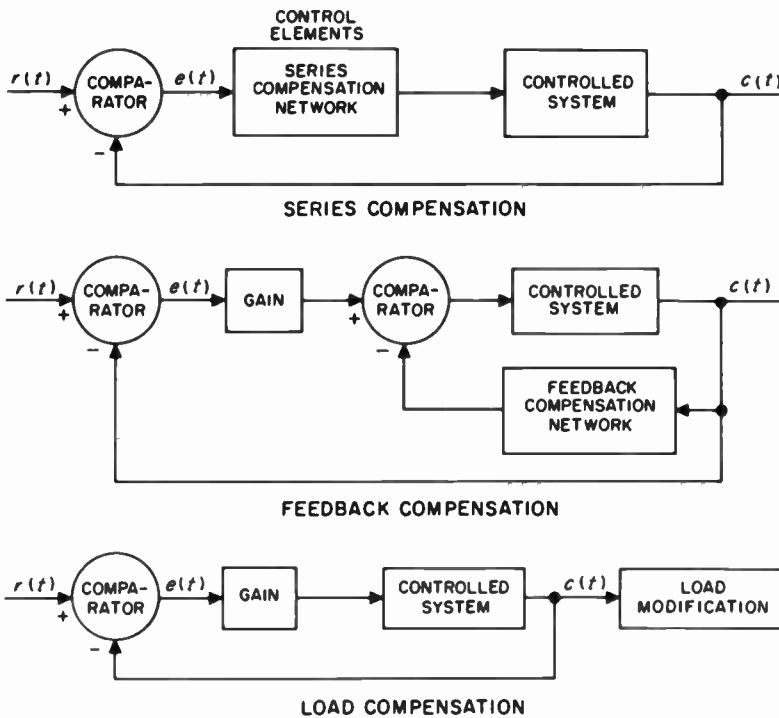 CONTROL
ELEMENTS
r(t)
+
−
COMPA-
RATOR
e(t)
SERIES
COMPENSATION
NETWORK
CONTROLLED
SYSTEM
c(t)
SERIES COMPENSATION
r(t)
+
−
COMPA-
RATOR
e(t)
GAIN
+
−
COMPA-
RATOR
CONTROLLED
SYSTEM
c(t)
FEEDBACK
COMPENSATION
NETWORK
FEEDBACK COMPENSATION
r(t)
+
−
COMPA-
RATOR
e(t)
GAIN
CONTROLLED
SYSTEM
c(t)
LOAD
MODIFICATION
LOAD COMPENSATION